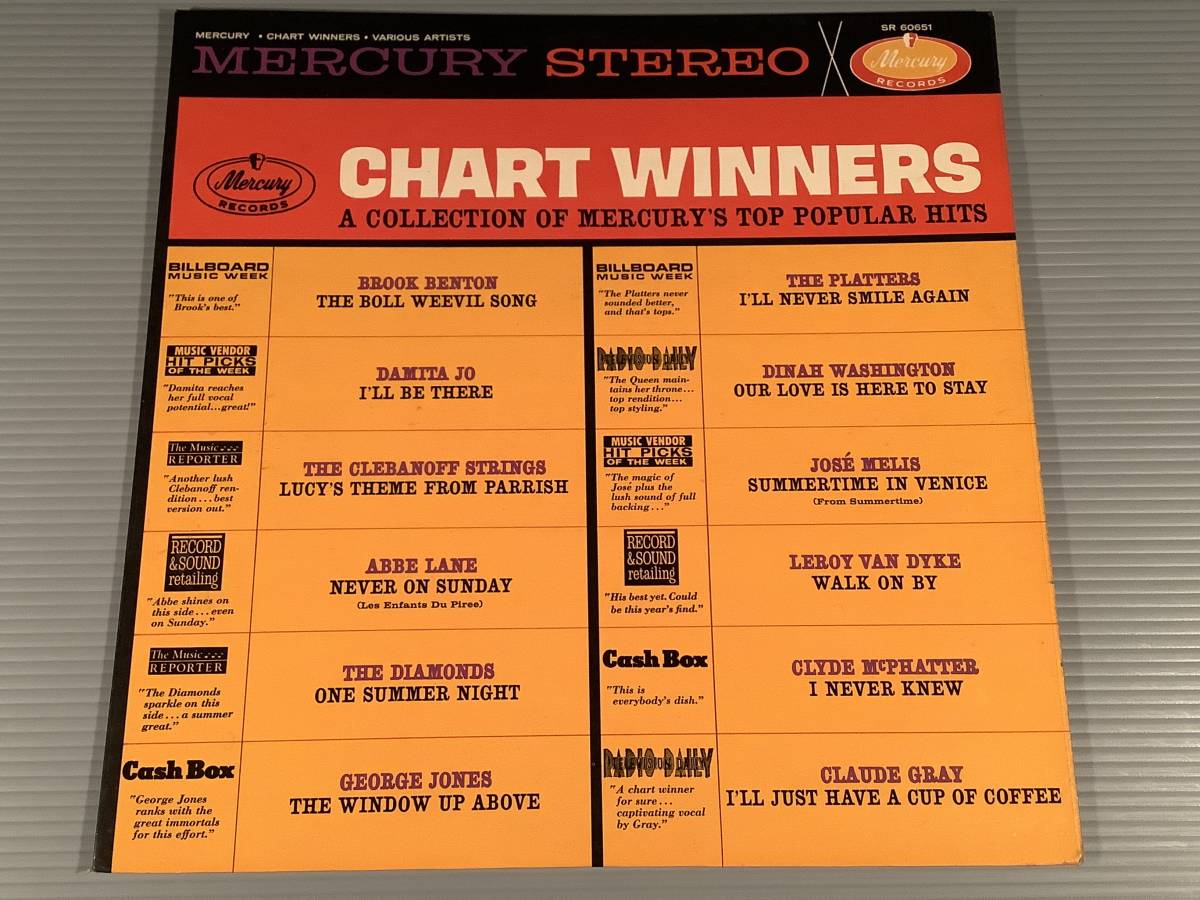 MERCURY • CHART WINNERS • VARIOUS ARTISTS
MERCURY STEREO
SR 60651
Mercury
RECORDS
Mercury
RECORDS
CHART WINNERS
A COLLECTION OF MERCURY'S TOP POPULAR HITS
BILLBOARD
MUSIC WEEK
"This is one of
Brook's best."
BROOK BENTON
THE BOLL WEEVIL SONG
MUSIC VENDOR
HIT PICKS
OF THE WEEK
"Damita reaches
her full vocal
potential...great!"
DAMITA JO
I'LL BE THERE
The Music
REPORTER
"Another lush
Clebanoff ren-
dition...best
version out."
THE CLEBANOFF STRINGS
LUCY'S THEME FROM PARRISH
RECORD
&SOUND
retailing
"Abbe shines on
this side...even
on Sunday."
ABBE LANE
NEVER ON SUNDAY
(Les Enfants Du Piree)
The Music
REPORTER
"The Diamonds
sparkle on this
side...a summer
great."
THE DIAMONDS
ONE SUMMER NIGHT
Cash Box
"George Jones
ranks with the
great immortals
for this effort."
GEORGE JONES
THE WINDOW UP ABOVE
BILLBOARD
MUSIC WEEK
"The Platters never
sounded better,
and that's tops."
THE PLATTERS
I'LL NEVER SMILE AGAIN
RADIO DAILY
TELEVISION DAILY
"The Queen main-
tains her throne...
top rendition...
top styling."
DINAH WASHINGTON
OUR LOVE IS HERE TO STAY
MUSIC VENDOR
HIT PICKS
OF THE WEEK
"The magic of
José plus the
lush sound of full
backing..."
JOSÉ MELIS
SUMMERTIME IN VENICE
(From Summertime)
RECORD
&SOUND
retailing
"His best yet. Could
be this year's find."
LEROY VAN DYKE
WALK ON BY
Cash Box
"This is
everybody's dish."
CLYDE McPHATTER
I NEVER KNEW
RADIO DAILY
TELEVISION DAILY
"A chart winner
for sure...
captivating vocal
by Gray."
CLAUDE GRAY
I'LL JUST HAVE A CUP OF COFFEE